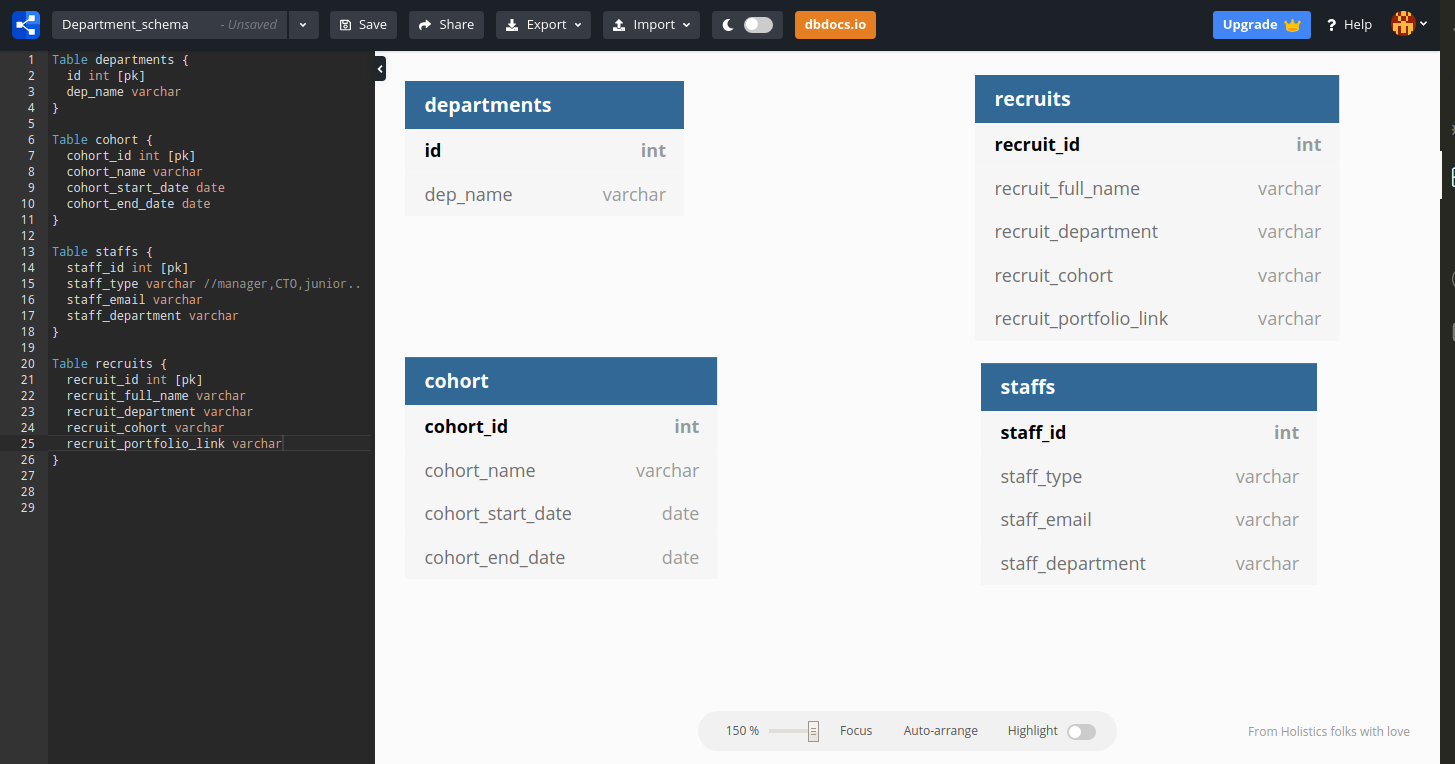 Department_schema - Unsaved Save Share Export Import dbdocs.io Upgrade ? Help
1 Table departments {
2 id int [pk]
3 dep_name varchar
4 }
5
6 Table cohort {
7 cohort_id int [pk]
8 cohort_name varchar
9 cohort_start_date date
10 cohort_end_date date
11 }
12
13 Table staffs {
14 staff_id int [pk]
15 staff_type varchar //manager,CTO,junior..
16 staff_email varchar
17 staff_department varchar
18 }
19
20 Table recruits {
21 recruit_id int [pk]
22 recruit_full_name varchar
23 recruit_department varchar
24 recruit_cohort varchar
25 recruit_portfolio_link varchar
26 }
27
28
29
departments
id int
dep_name varchar
recruits
recruit_id int
recruit_full_name varchar
recruit_department varchar
recruit_cohort varchar
recruit_portfolio_link varchar
cohort
cohort_id int
cohort_name varchar
cohort_start_date date
cohort_end_date date
staffs
staff_id int
staff_type varchar
staff_email varchar
staff_department varchar
150 % Focus Auto-arrange Highlight
From Holistics folks with love